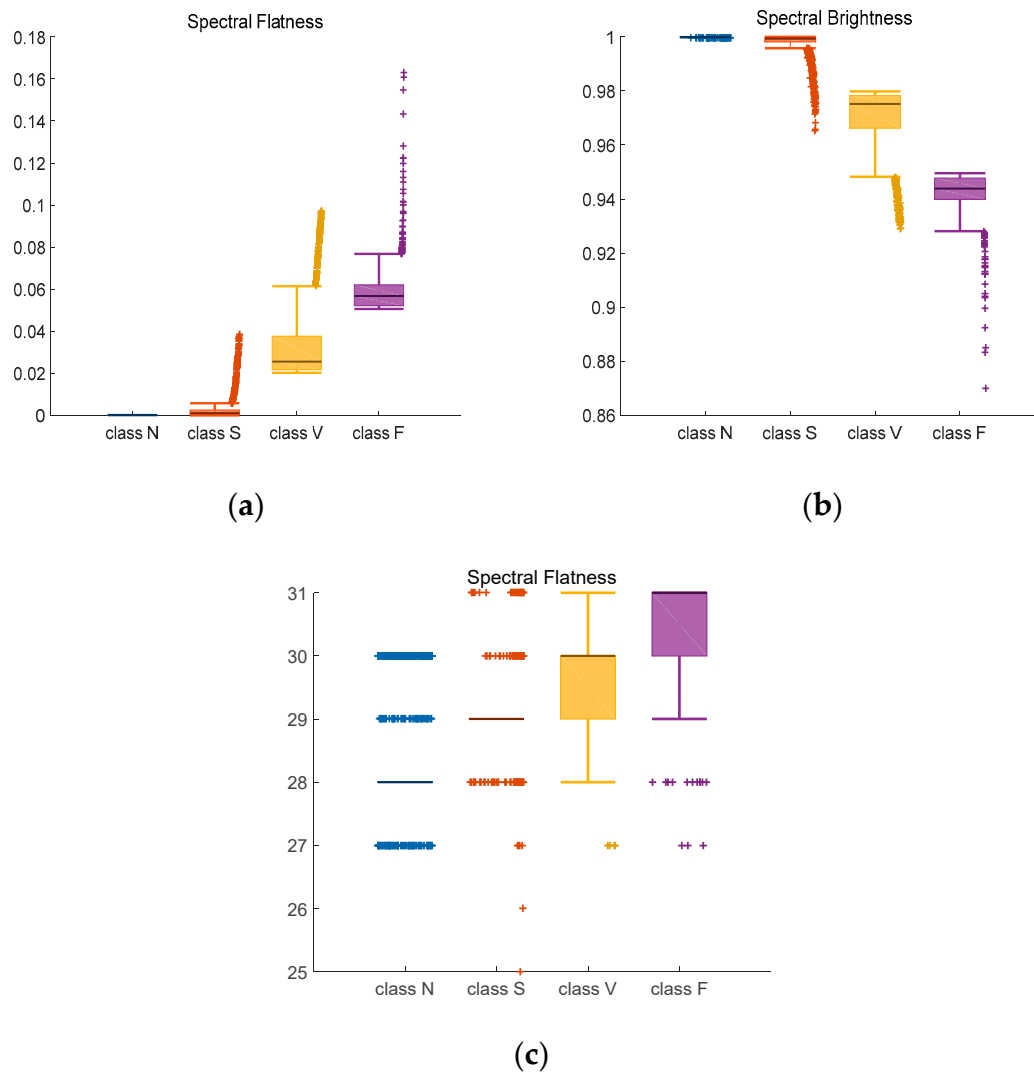 Spectral Flatness
0.18
0.16
0.14
0.12
0.1
0.08
0.06
0.04
0.02
0
class N class S class V class F
(a)
Spectral Brightness
1
0.98
0.96
0.94
0.92
0.9
0.88
0.86
class N class S class V class F
(b)
Spectral Flatness
31
30
29
28
27
26
25
class N class S class V class F
(c)